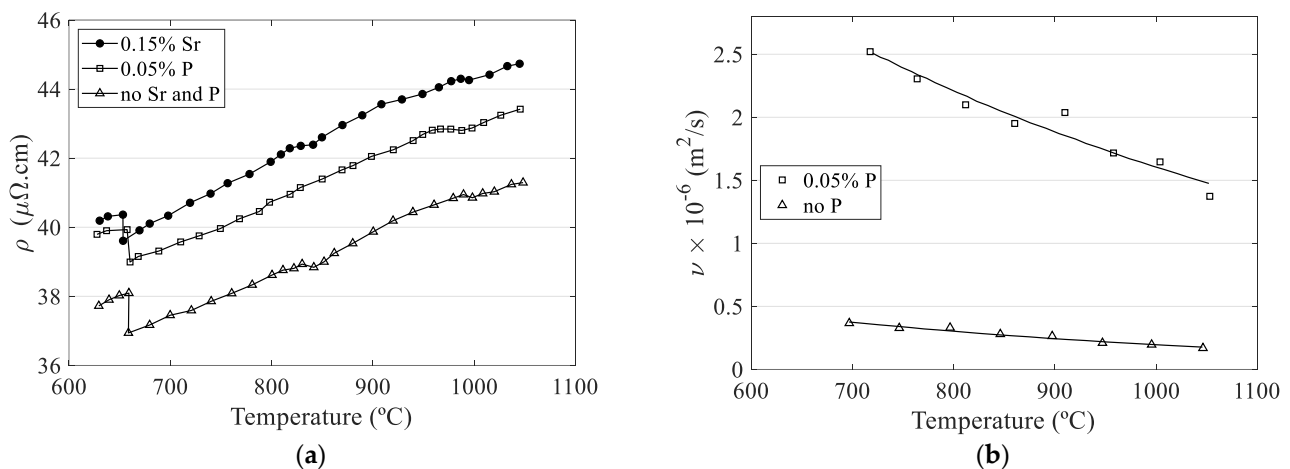 46
44
42
40
38
36
ρ (μΩ.cm)
0.15% Sr
0.05% P
no Sr and P
600 700 800 900 1000 1100
Temperature (ºC)
(a)
2.5
2
1.5
1
0.5
0
ν × 10⁻⁶ (m²/s)
0.05% P
no P
600 700 800 900 1000 1100
Temperature (ºC)
(b)